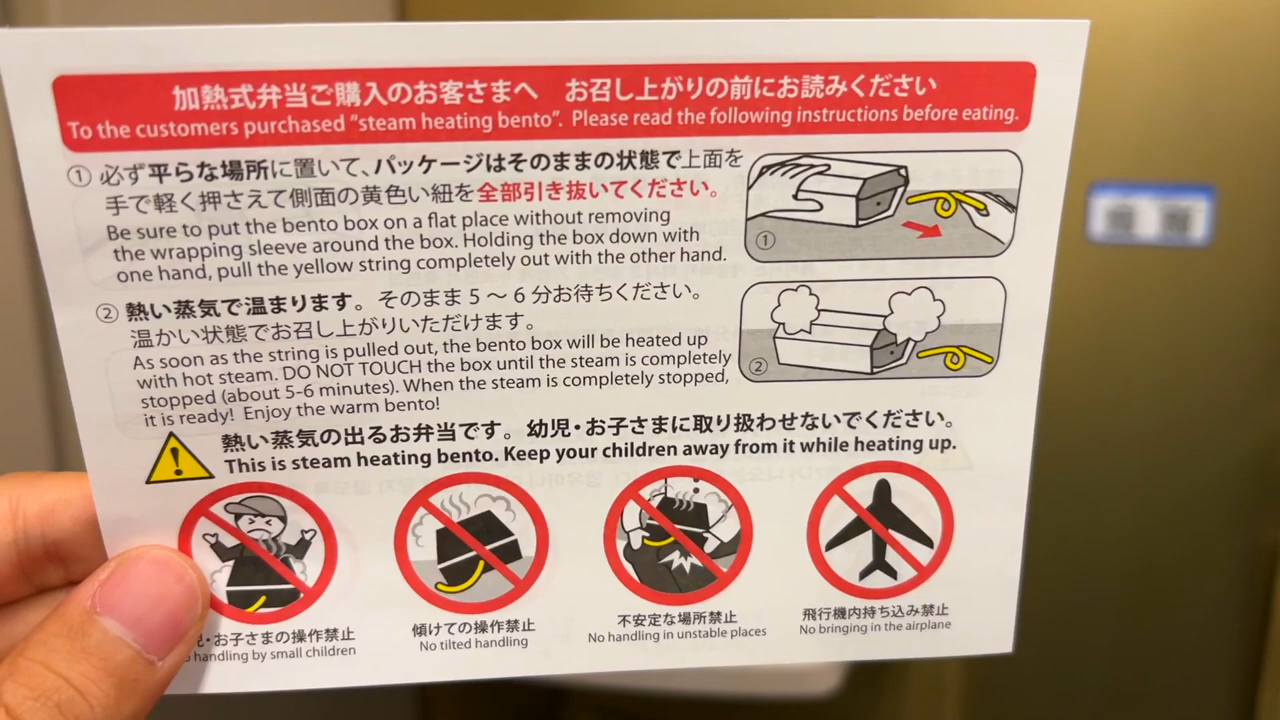 加熱式弁当ご購入のお客さまへ お召し上がりの前にお読みください
To the customers purchased "steam heating bento". Please read the following instructions before eating.
① 必ず平らな場所に置いて、パッケージはそのままの状態で上面を
手で軽く押さえて側面の黄色い紐を全部引き抜いてください。
Be sure to put the bento box on a flat place without removing
the wrapping sleeve around the box. Holding the box down with
one hand, pull the yellow string completely out with the other hand.
①
② 熱い蒸気で温まります。そのまま5～6分お待ちください。
温かい状態でお召し上がりいただけます。
As soon as the string is pulled out, the bento box will be heated up
with hot steam. DO NOT TOUCH the box until the steam is completely
stopped (about 5-6 minutes). When the steam is completely stopped,
it is ready! Enjoy the warm bento!
②
熱い蒸気の出るお弁当です。幼児・お子さまに取り扱わせないでください。
This is steam heating bento. Keep your children away from it while heating up.
児・お子さまの操作禁止
handling by small children
傾けての操作禁止
No tilted handling
不安定な場所禁止
No handling in unstable places
飛行機内持ち込み禁止
No bringing in the airplane